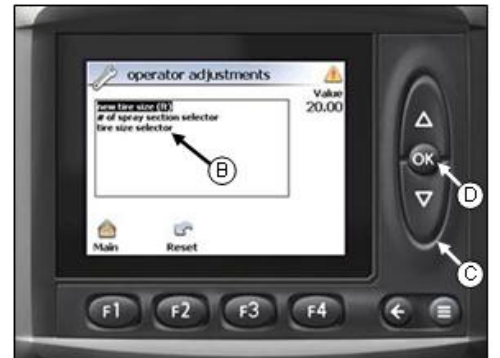 operator adjustments
Value
new tire size (ft)
20.00
# of spray section selector
tire size selector
B
OK
D
C
Main
Reset
F1
F2
F3
F4